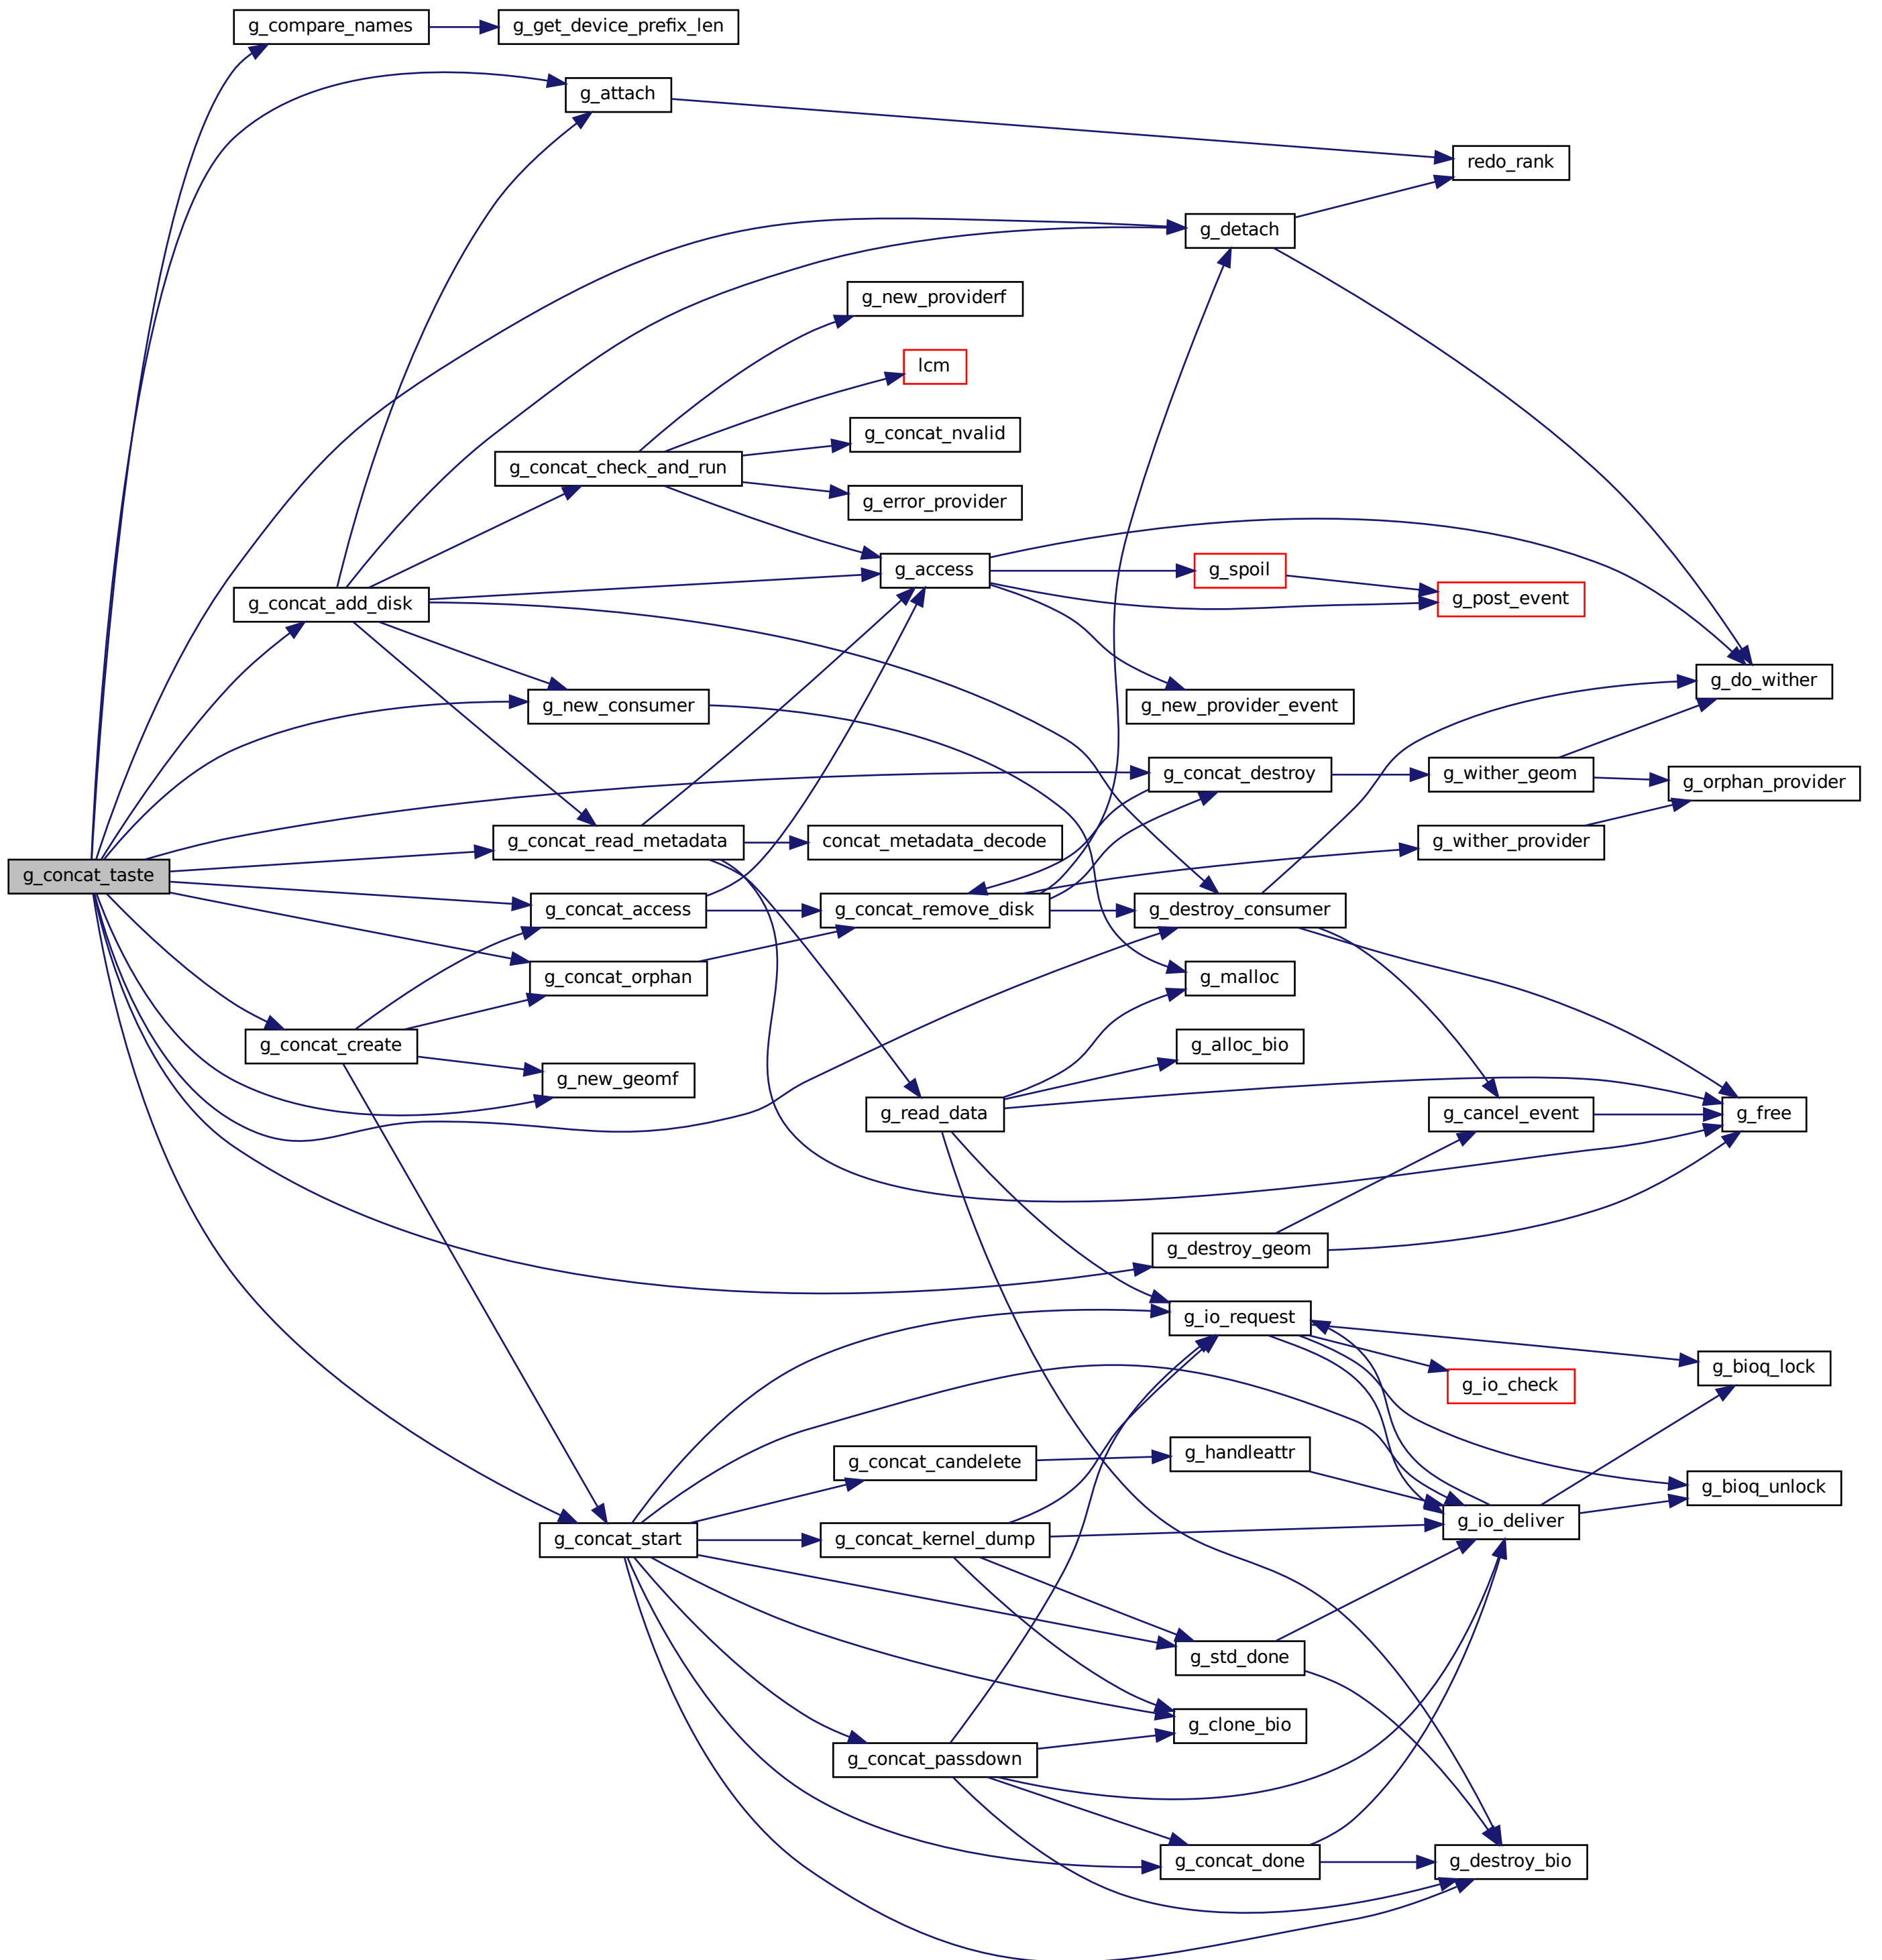 g_compare_names
g_get_device_prefix_len
g_attach
redo_rank
g_detach
g_new_providerf
lcm
g_concat_nvalid
g_concat_check_and_run
g_error_provider
g_access
g_spoil
g_post_event
g_concat_add_disk
g_do_wither
g_new_consumer
g_new_provider_event
g_concat_destroy
g_wither_geom
g_orphan_provider
g_concat_read_metadata
concat_metadata_decode
g_wither_provider
g_concat_taste
g_concat_access
g_concat_remove_disk
g_destroy_consumer
g_concat_orphan
g_malloc
g_concat_create
g_alloc_bio
g_new_geomf
g_read_data
g_cancel_event
g_free
g_destroy_geom
g_io_request
g_bioq_lock
g_io_check
g_concat_candelete
g_handleattr
g_bioq_unlock
g_io_deliver
g_concat_start
g_concat_kernel_dump
g_std_done
g_clone_bio
g_concat_passdown
g_concat_done
g_destroy_bio